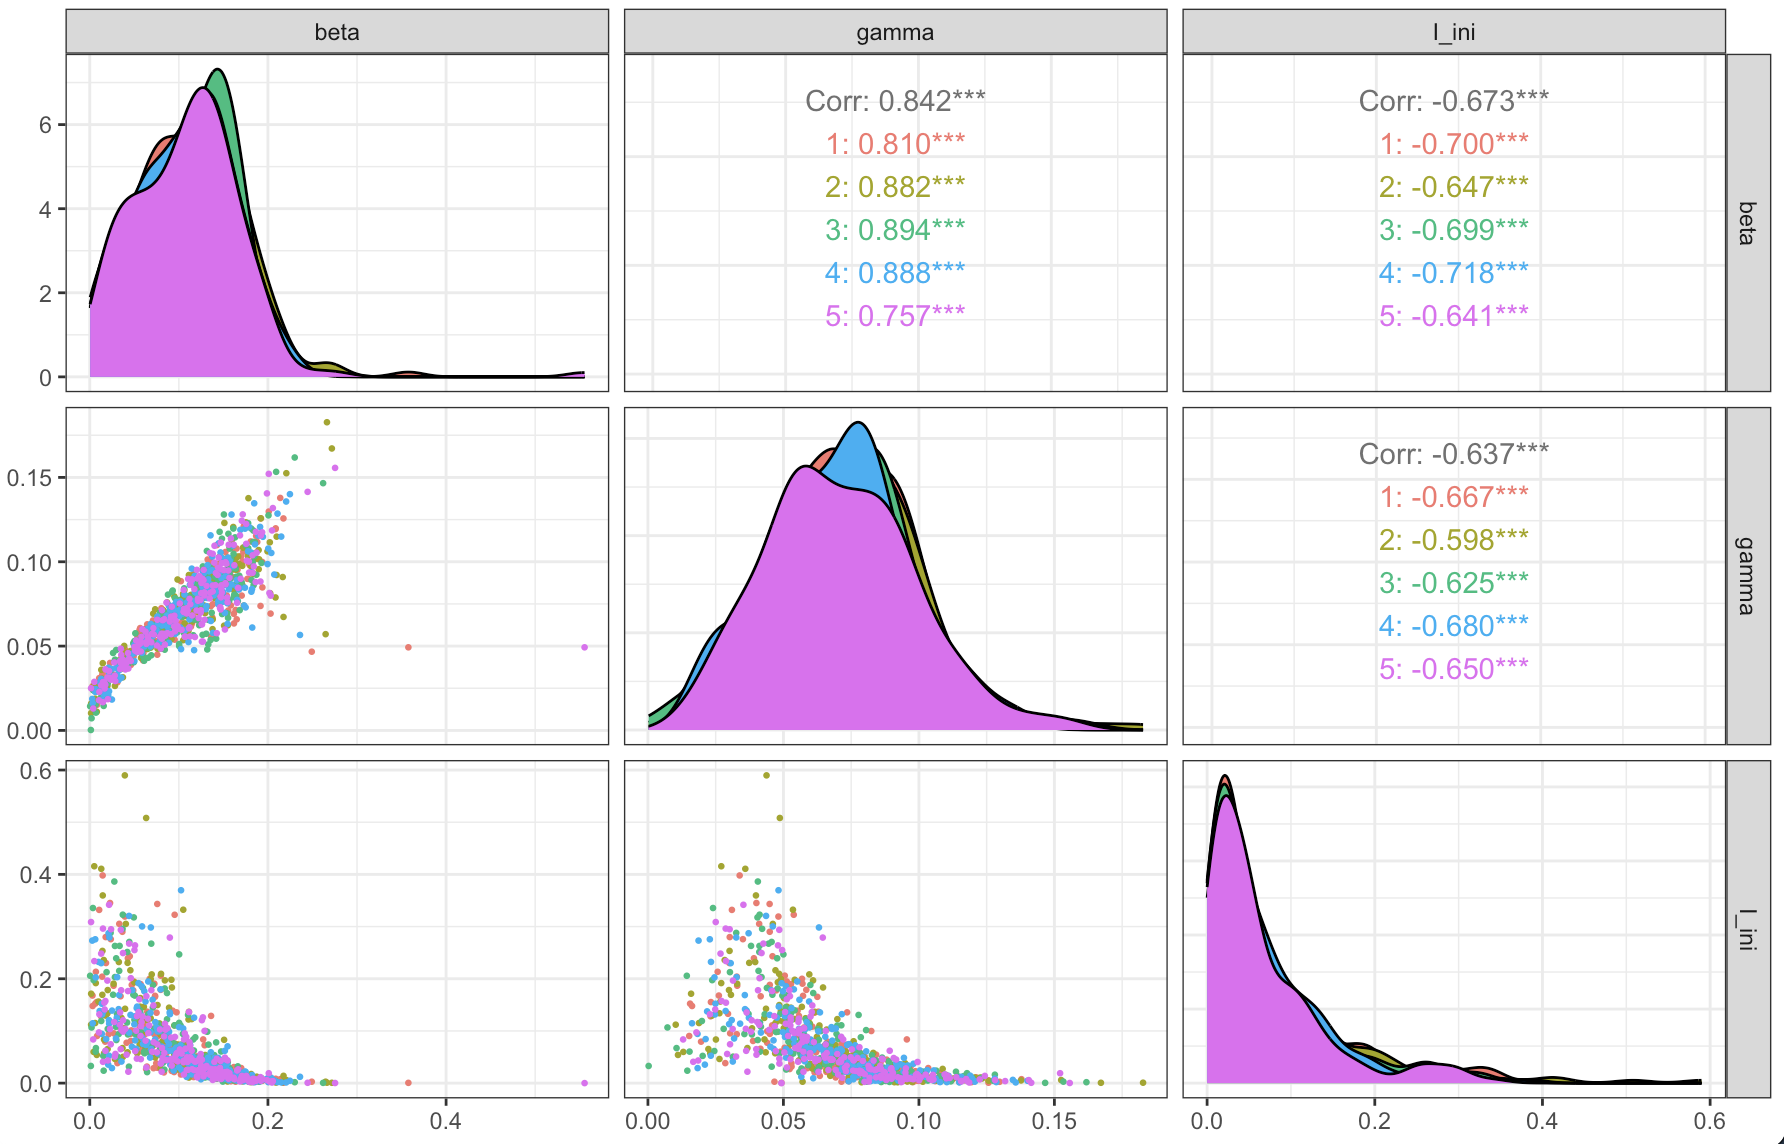 beta
gamma
I_ini
6
4
2
0
Corr: 0.842***
1: 0.810***
2: 0.882***
3: 0.894***
4: 0.888***
5: 0.757***
Corr: -0.673***
1: -0.700***
2: -0.647***
3: -0.699***
4: -0.718***
5: -0.641***
beta
0.15
0.10
0.05
0.00
Corr: -0.637***
1: -0.667***
2: -0.598***
3: -0.625***
4: -0.680***
5: -0.650***
gamma
0.6
0.4
0.2
0.0
I_ini
0.0 0.2 0.4
0.00 0.05 0.10 0.15
0.0 0.2 0.4 0.6